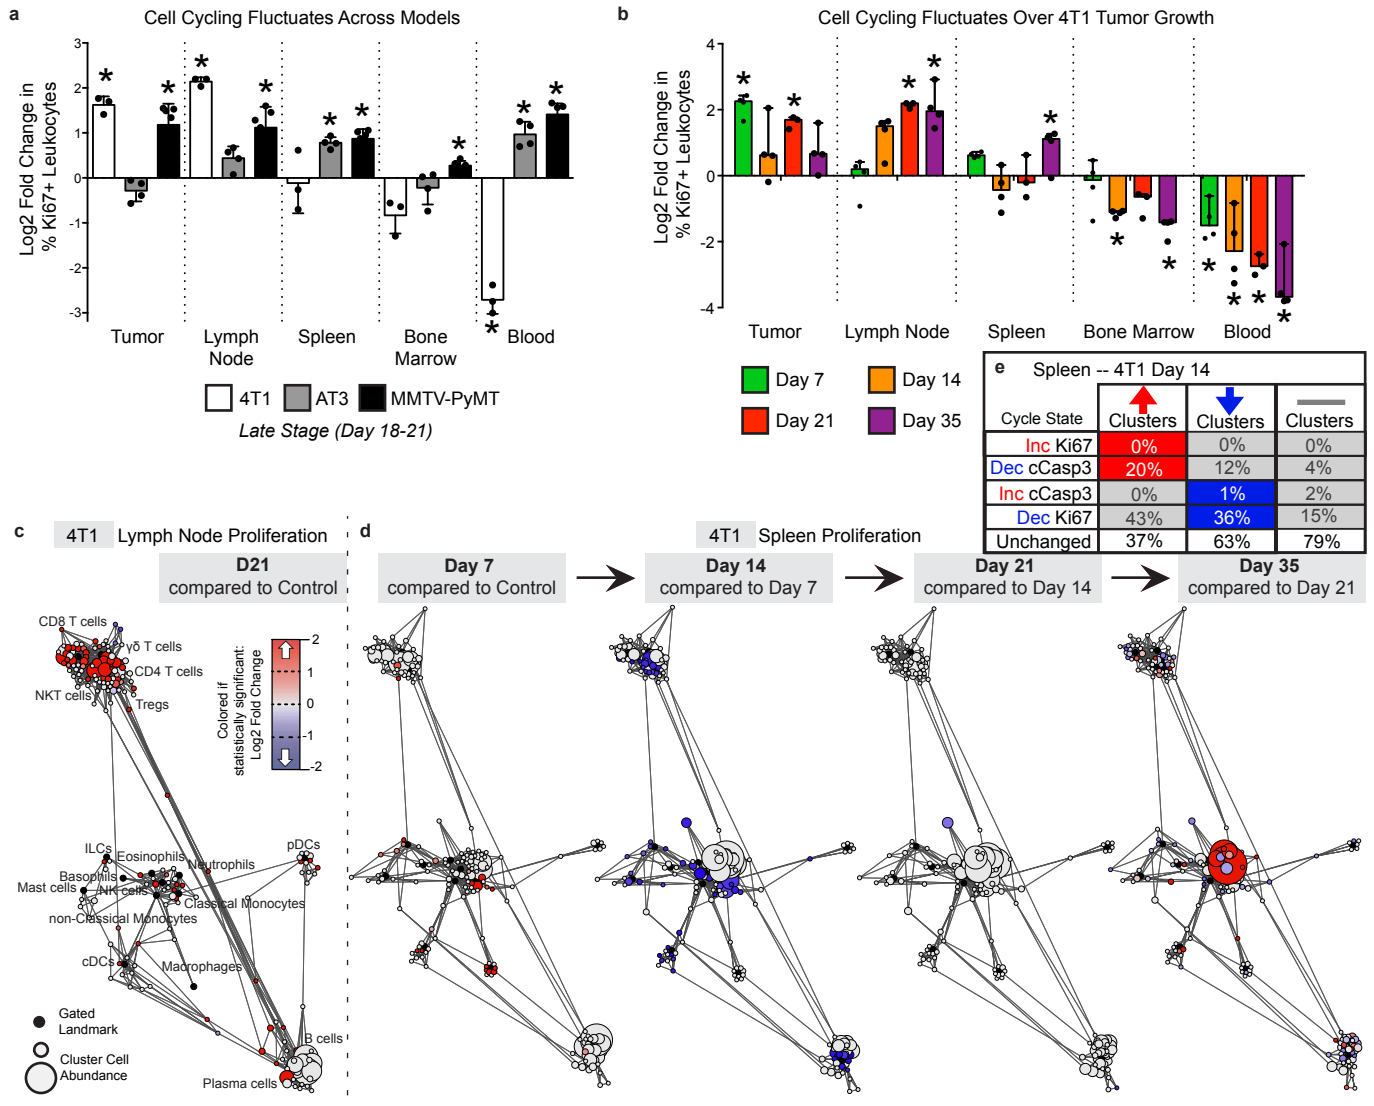 a
Cell Cycling Fluctuates Across Models
Log2 Fold Change in
% Ki67+ Leukocytes
3
2
1
0
-1
-2
-3
* * * * * * * * * *
Tumor
Lymph
Node
Spleen
Bone
Marrow
Blood
4T1
AT3
MMTV-PyMT
Late Stage (Day 18-21)
b
Cell Cycling Fluctuates Over 4T1 Tumor Growth
Log2 Fold Change in
% Ki67+ Leukocytes
4
2
0
-2
-4
* * * * * * * * * * *
Tumor
Lymph Node
Spleen
Bone Marrow
Blood
Day 7
Day 14
Day 21
Day 35
e
Spleen -- 4T1 Day 14
Cycle State
Clusters
Clusters
Clusters
Inc Ki67 0% 0% 0%
Dec cCasp3 20% 12% 4%
Inc cCasp3 0% 1% 2%
Dec Ki67 43% 36% 15%
Unchanged 37% 63% 79%
c
4T1 Lymph Node Proliferation
D21
compared to Control
CD8 T cells
γδ T cells
CD4 T cells
NKT cells
Tregs
Colored if
statistically significant:
Log2 Fold Change
2
1
0
-1
-2
ILCs
Eosinophils
Neutrophils
pDCs
Basophils
Mast cells
NK cells
Classical Monocytes
non-Classical Monocytes
cDCs
Macrophages
Gated
Landmark
B cells
Cluster Cell
Abundance
Plasma cells
d
4T1 Spleen Proliferation
Day 7
compared to Control
Day 14
compared to Day 7
Day 21
compared to Day 14
Day 35
compared to Day 21